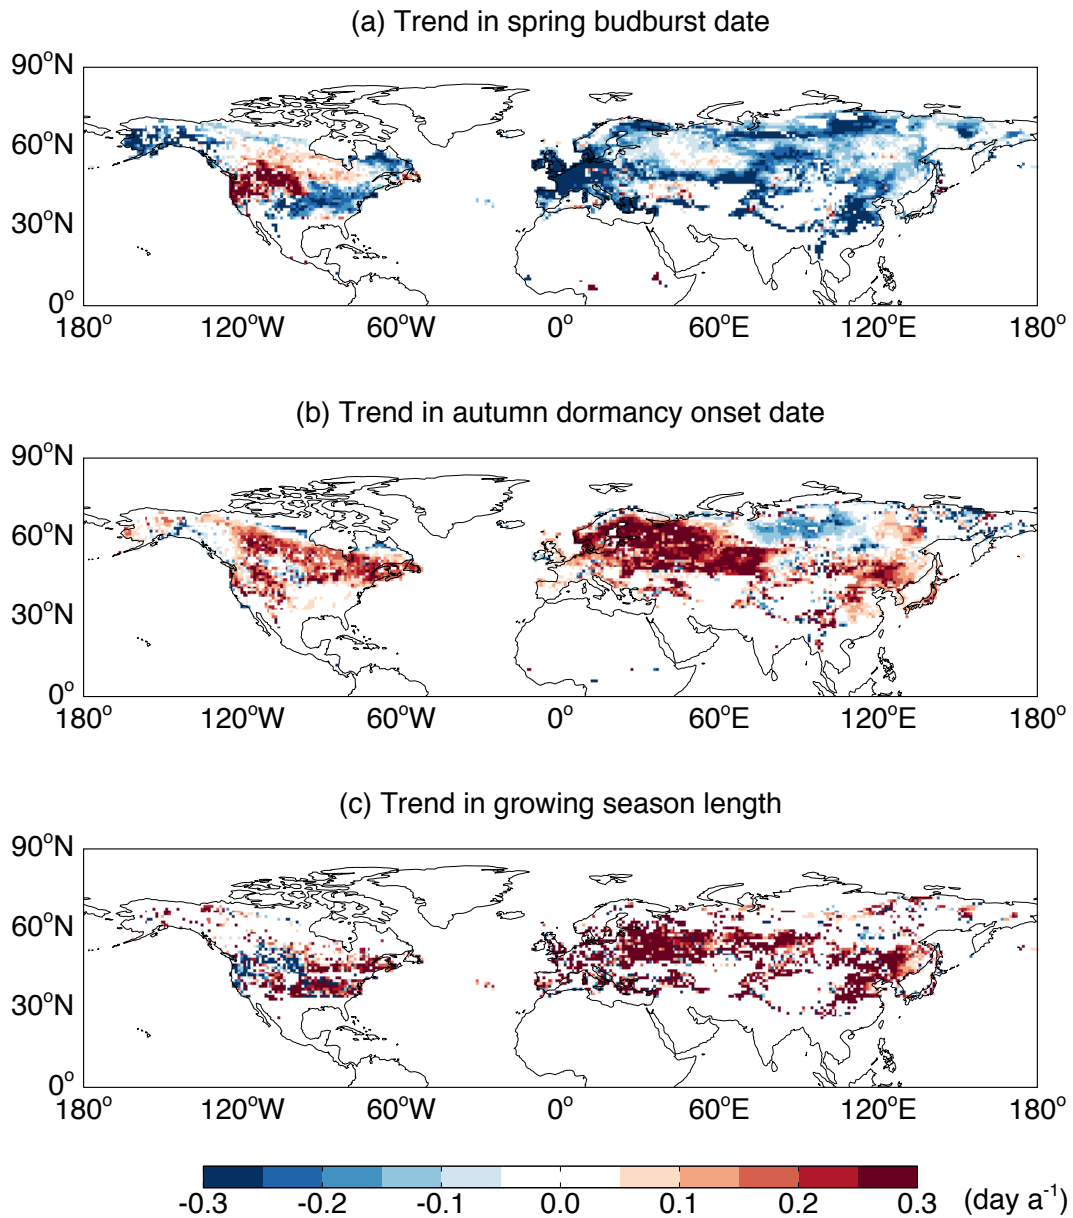 (a) Trend in spring budburst date
90°N
60°N
30°N
0°
180° 120°W 60°W 0° 60°E 120°E 180°
(b) Trend in autumn dormancy onset date
90°N
60°N
30°N
0°
180° 120°W 60°W 0° 60°E 120°E 180°
(c) Trend in growing season length
90°N
60°N
30°N
0°
180° 120°W 60°W 0° 60°E 120°E 180°
-0.3 -0.2 -0.1 0.0 0.1 0.2 0.3 (day a⁻¹)